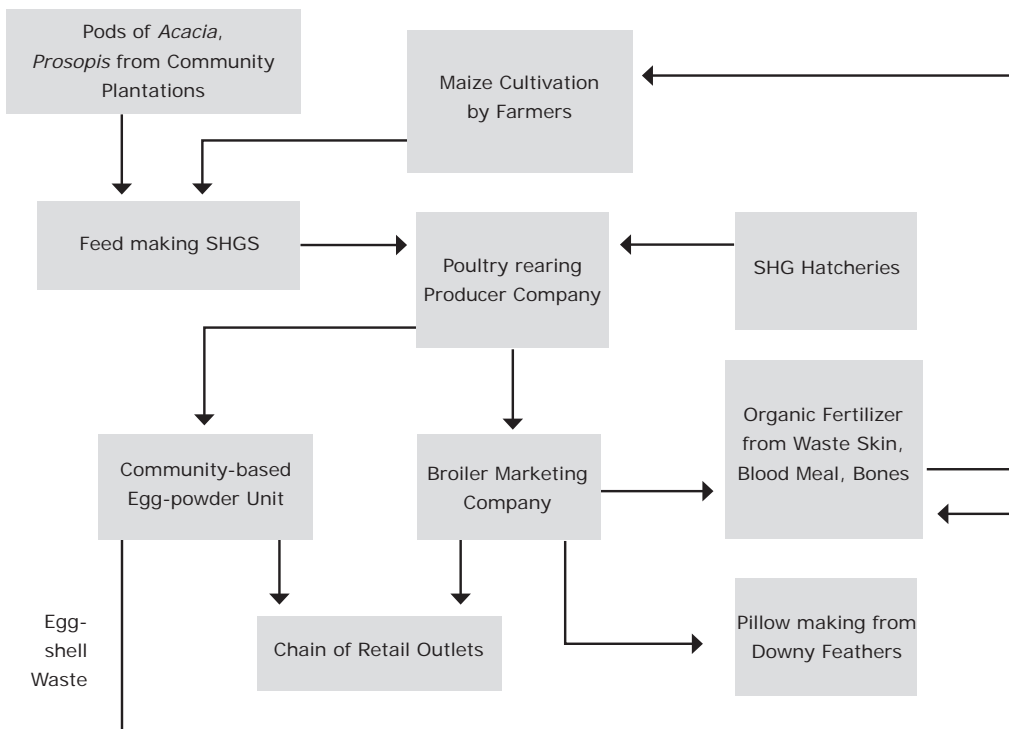 Pods of Acacia,
Prosopis from Community
Plantations
Maize Cultivation
by Farmers
Feed making SHGS
Poultry rearing
Producer Company
SHG Hatcheries
Organic Fertilizer
from Waste Skin,
Blood Meal, Bones
Community-based
Egg-powder Unit
Broiler Marketing
Company
Egg-
shell
Waste
Chain of Retail Outlets
Pillow making from
Downy Feathers